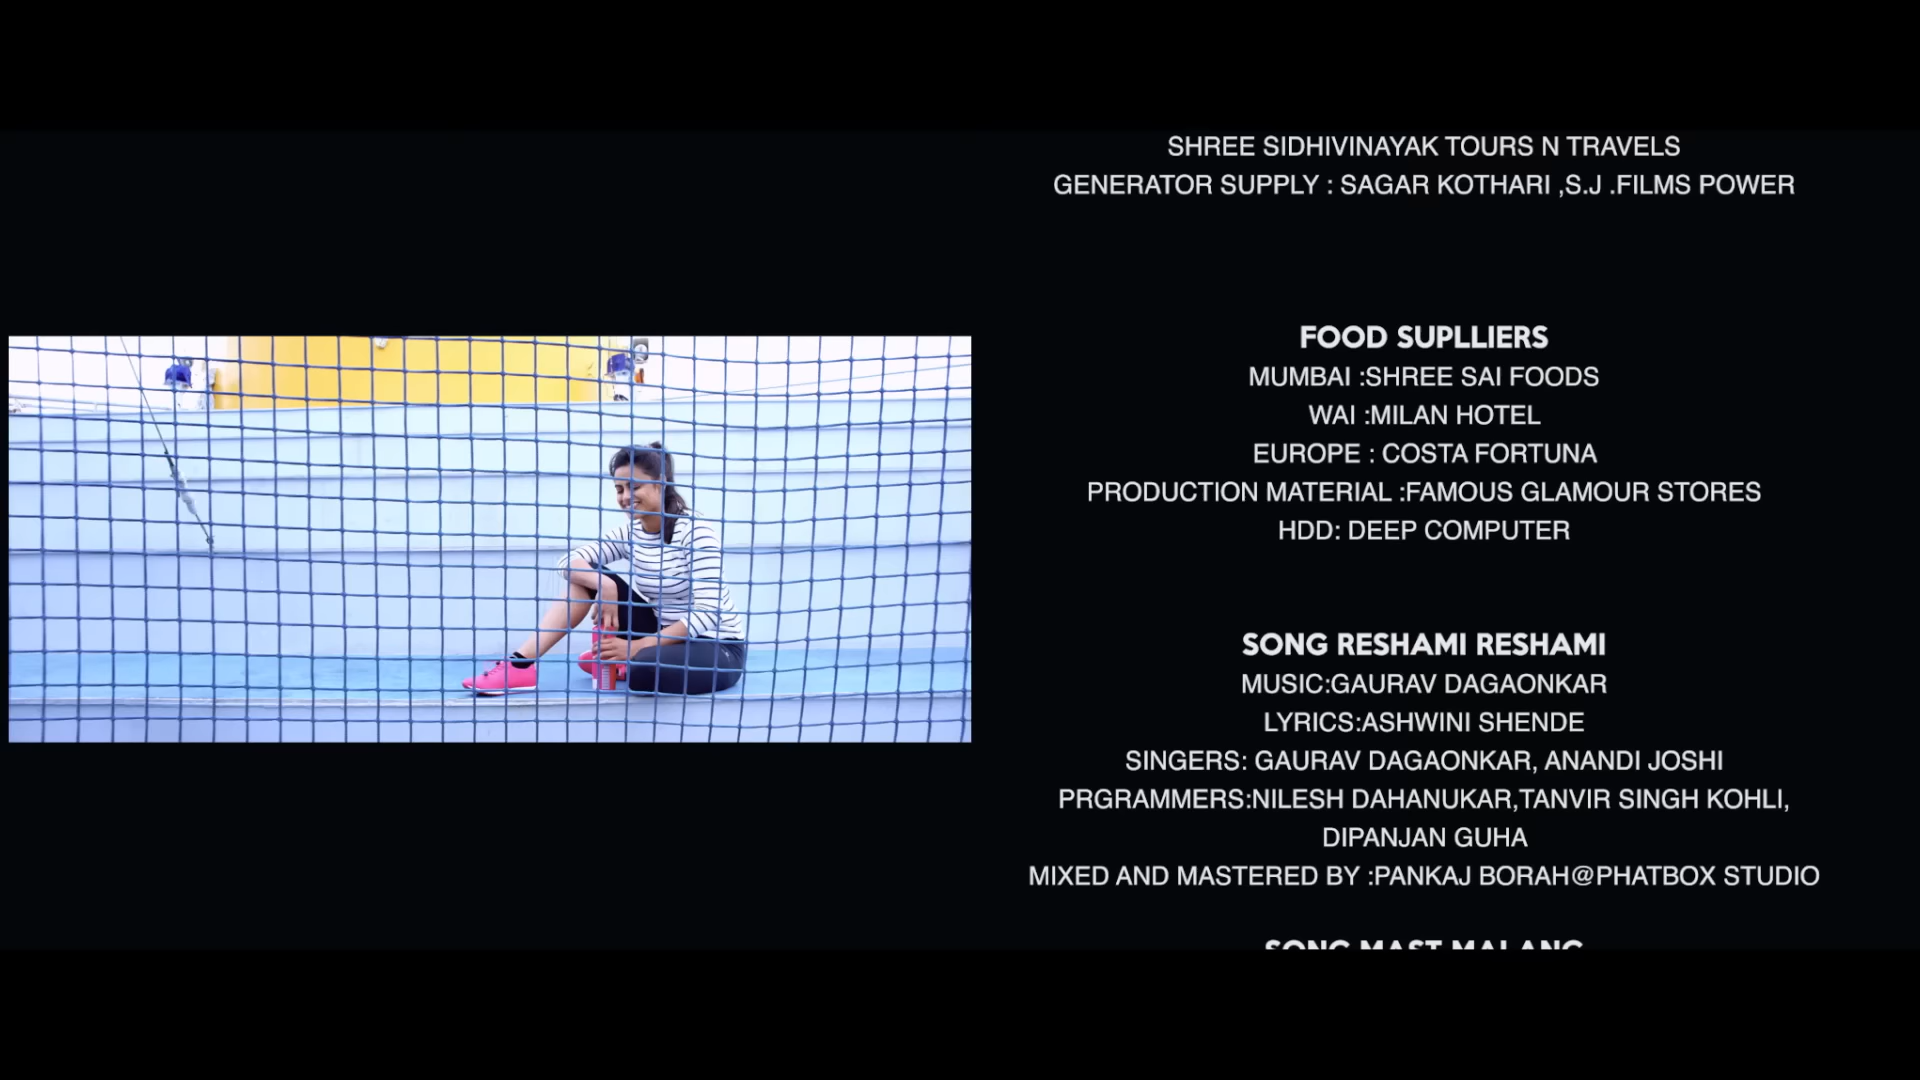 SHREE SIDHIVINAYAK TOURS N TRAVELS
GENERATOR SUPPLY : SAGAR KOTHARI ,S.J .FILMS POWER
FOOD SUPLLIERS
MUMBAI :SHREE SAI FOODS
WAI :MILAN HOTEL
EUROPE : COSTA FORTUNA
PRODUCTION MATERIAL :FAMOUS GLAMOUR STORES
HDD: DEEP COMPUTER
SONG RESHAMI RESHAMI
MUSIC:GAURAV DAGAONKAR
LYRICS:ASHWINI SHENDE
SINGERS: GAURAV DAGAONKAR, ANANDI JOSHI
PRGRAMMERS:NILESH DAHANUKAR,TANVIR SINGH KOHLI,
DIPANJAN GUHA
MIXED AND MASTERED BY :PANKAJ BORAH@PHATBOX STUDIO
SONG MAST MALANG